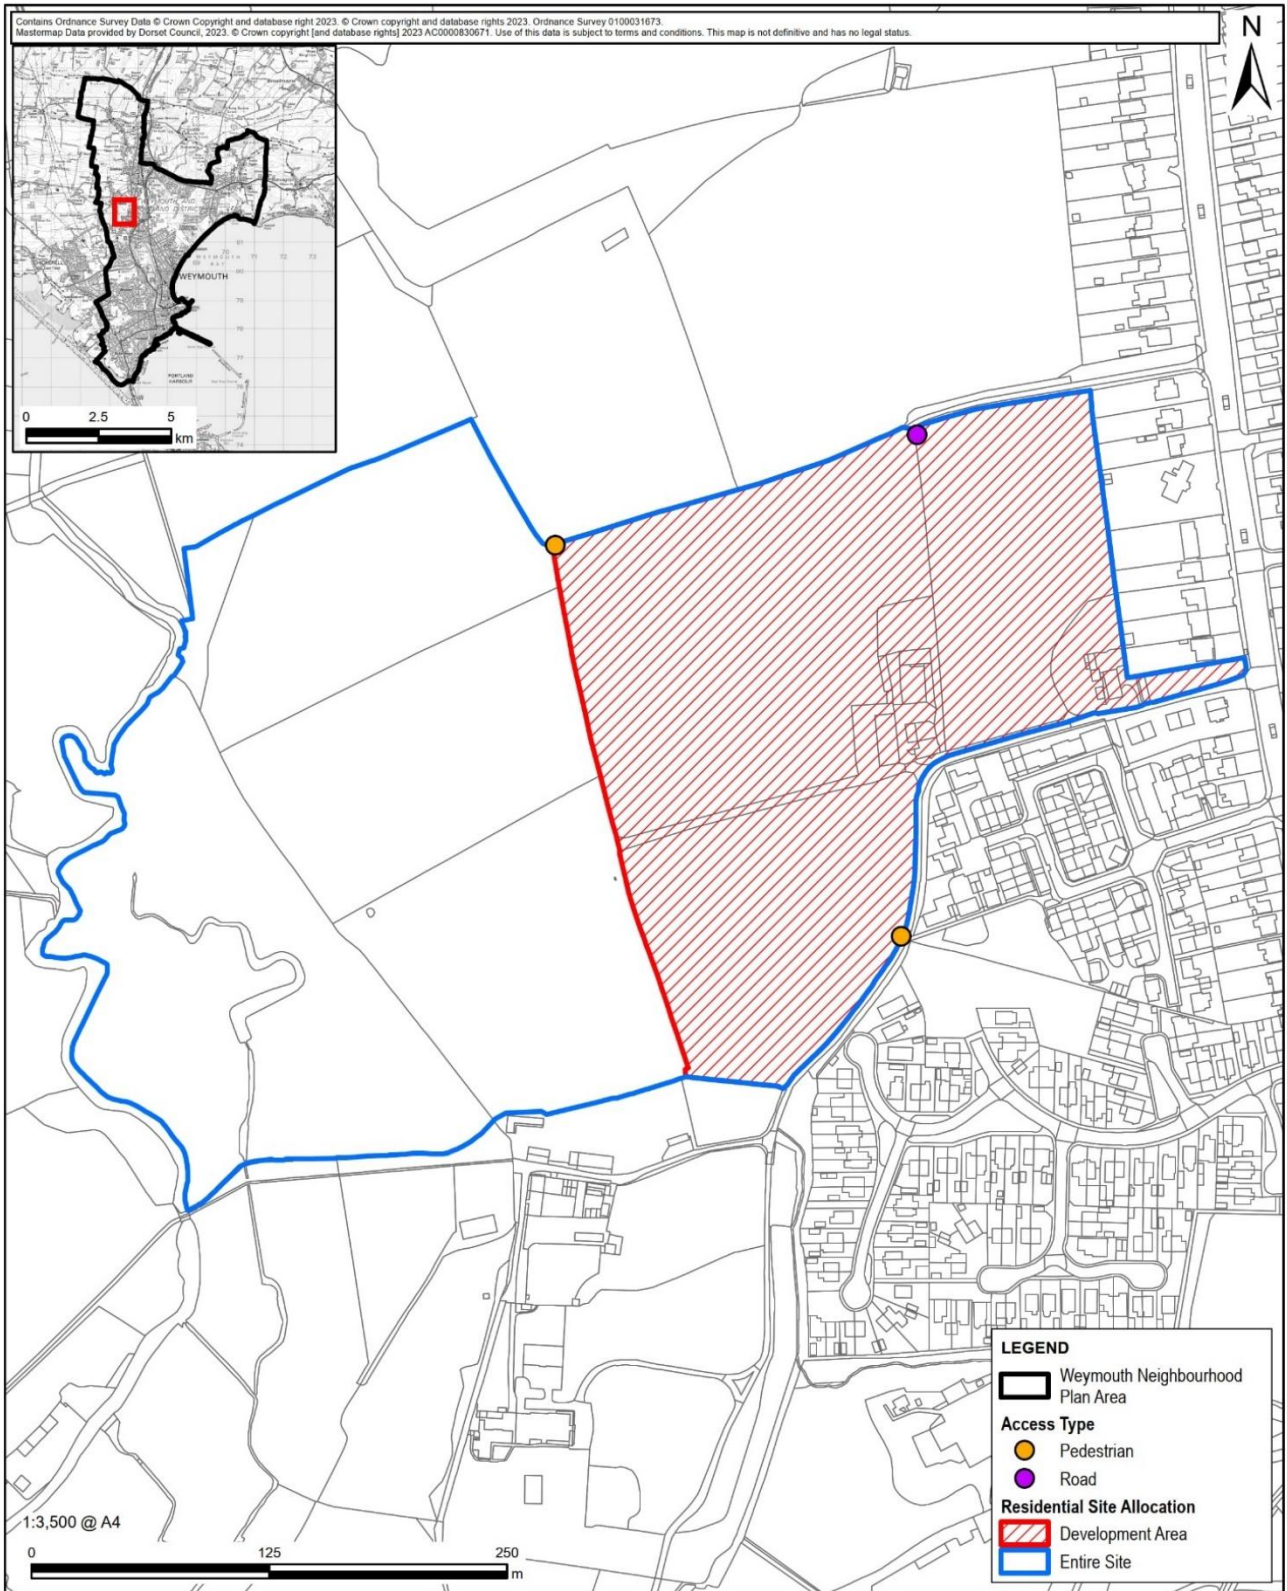 Contains Ordnance Survey Data © Crown Copyright and database right 2023. © Crown copyright and database rights 2023. Ordnance Survey 0100031673.
Mastermap Data provided by Dorset Council, 2023. © Crown copyright [and database rights] 2023 AC0000830671. Use of this data is subject to terms and conditions. This map is not definitive and has no legal status.
N
WEYMOUTH
PORTLAND
HARBOUR
0 2.5 5
km
LEGEND
Weymouth Neighbourhood
Plan Area
Access Type
Pedestrian
Road
Residential Site Allocation
Development Area
Entire Site
1:3,500 @ A4
0 125 250
m